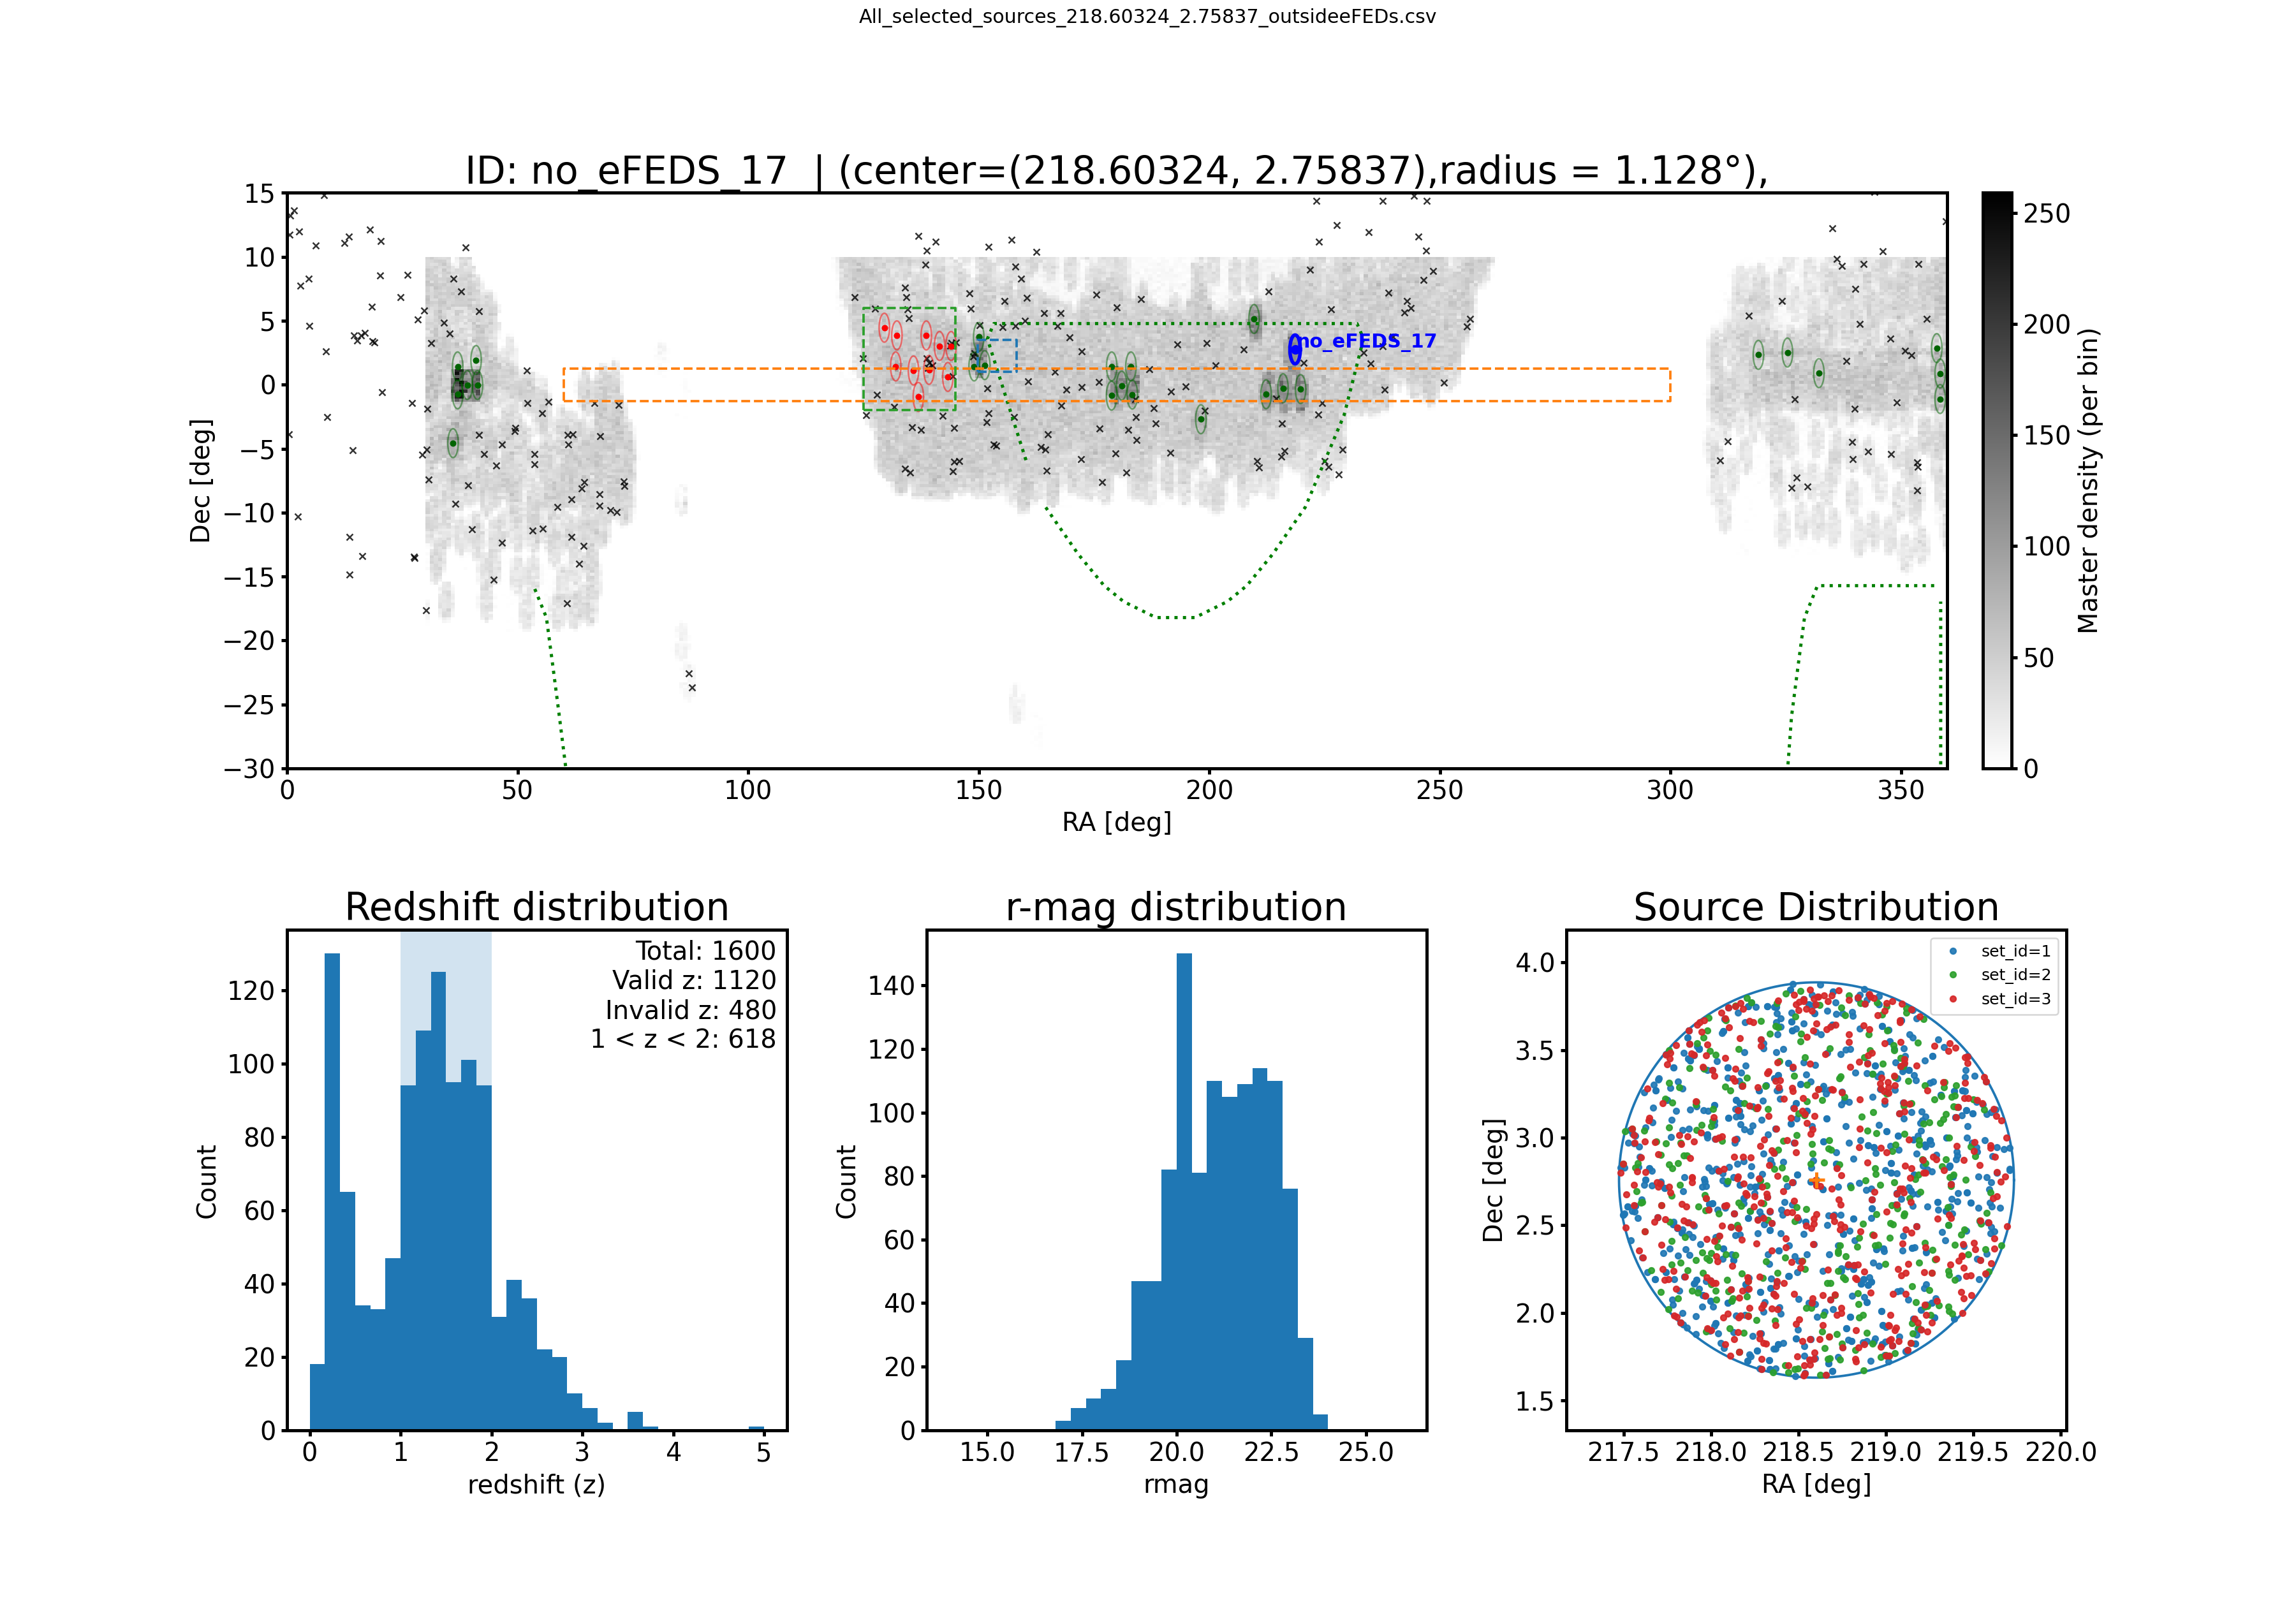 All_selected_sources_218.60324_2.75837_outsideeFEDs.csv
ID: no_eFEDS_17 | (center=(218.60324, 2.75837),radius = 1.128°),
15
10
5
0
−5
−10
−15
−20
−25
−30
Dec [deg]
no_eFEDS_17
0
50
100
150
200
250
300
350
RA [deg]
250
200
150
100
50
0
Master density (per bin)
Redshift distribution
Total: 1600
Valid z: 1120
Invalid z: 480
1 < z < 2: 618
120
100
80
60
40
20
0
Count
0
1
2
3
4
5
redshift (z)
r-mag distribution
140
120
100
80
60
40
20
0
Count
15.0
17.5
20.0
22.5
25.0
rmag
Source Distribution
set_id=1
set_id=2
set_id=3
4.0
3.5
3.0
2.5
2.0
1.5
Dec [deg]
217.5
218.0
218.5
219.0
219.5
220.0
RA [deg]